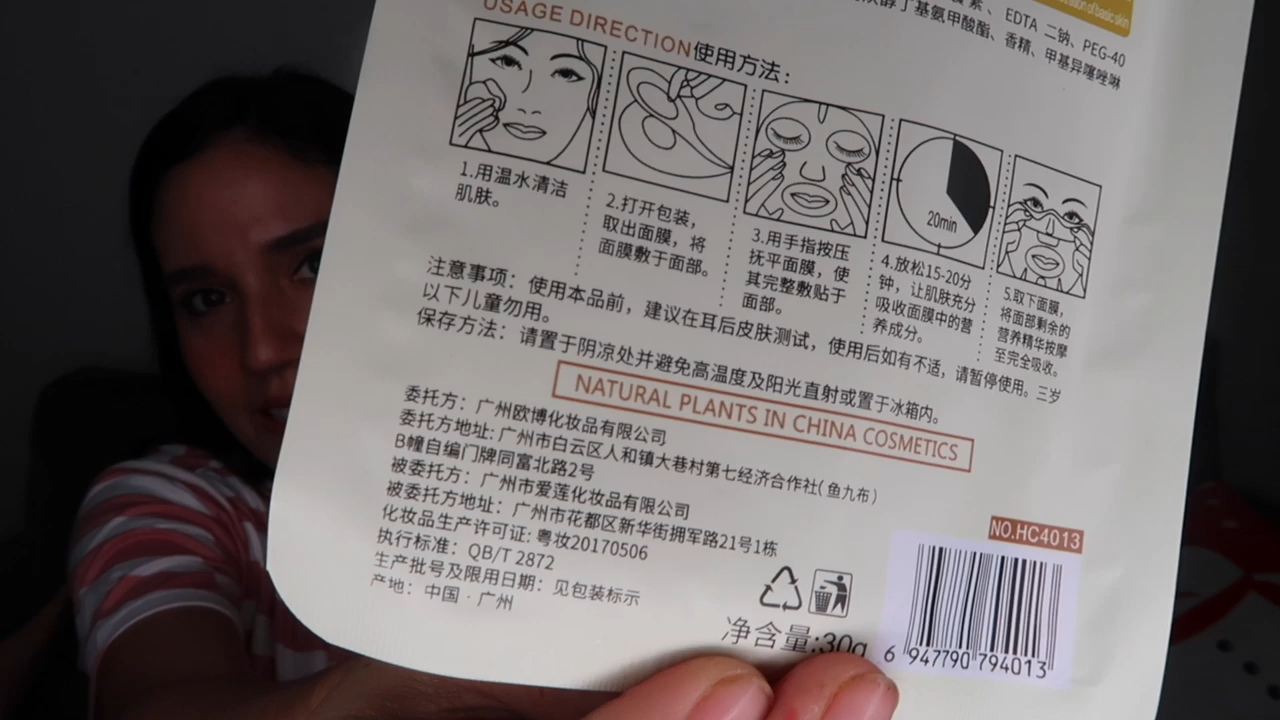 tion of basic skin
EDTA 二钠、PEG-40
丁基氨甲酸酯、香精、甲基异噻唑啉
USAGE DIRECTION使用方法：
1.用温水清洁
肌肤。
2.打开包装，
取出面膜，将
面膜敷于面部。
3.用手指按压
抚平面膜，使
其完整敷贴于
面部。
20min
4.放松15-20分
钟，让肌肤充分
吸收面膜中的营
养成分。
5.取下面膜，
将面部剩余的
营养精华按摩
至完全吸收。
注意事项：使用本品前，建议在耳后皮肤测试，使用后如有不适，请暂停使用。三岁
以下儿童勿用。
保存方法：请置于阴凉处并避免高温度及阳光直射或置于冰箱内。
NATURAL PLANTS IN CHINA COSMETICS
委托方：广州欧博化妆品有限公司
委托方地址: 广州市白云区人和镇大巷村第七经济合作社(鱼九布)
B幢自编门牌同富北路2号
被委托方：广州市爱莲化妆品有限公司
被委托方地址：广州市花都区新华街拥军路21号1栋
化妆品生产许可证: 粤妆20170506
执行标准：QB/T 2872
生产批号及限用日期：见包装标示
产地：中国·广州
净含量:30g
NO.HC4013
6 947790 794013